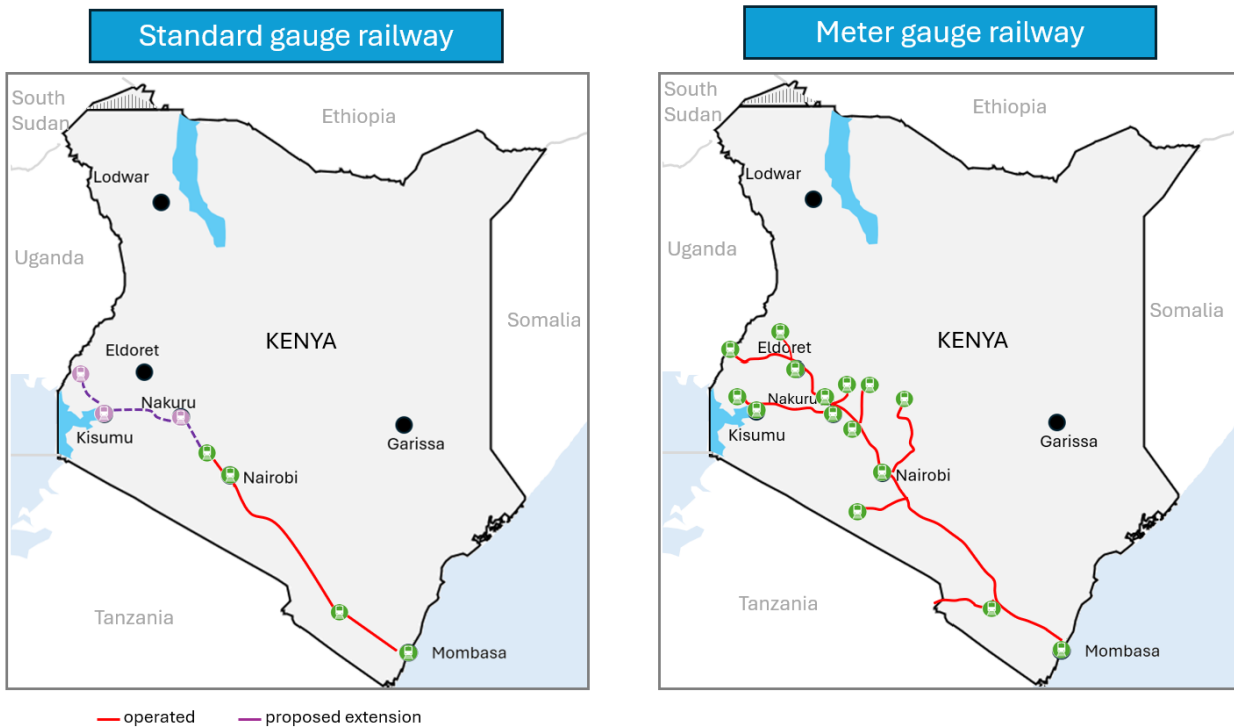 Standard gauge railway
South
Sudan
Ethiopia
Lodwar
Uganda
Somalia
KENYA
Eldoret
Nakuru
Kisumu
Garissa
Nairobi
Tanzania
Mombasa
operated
proposed extension
Meter gauge railway
South
Sudan
Ethiopia
Lodwar
Uganda
Somalia
KENYA
Eldoret
Nakuru
Kisumu
Garissa
Nairobi
Tanzania
Mombasa